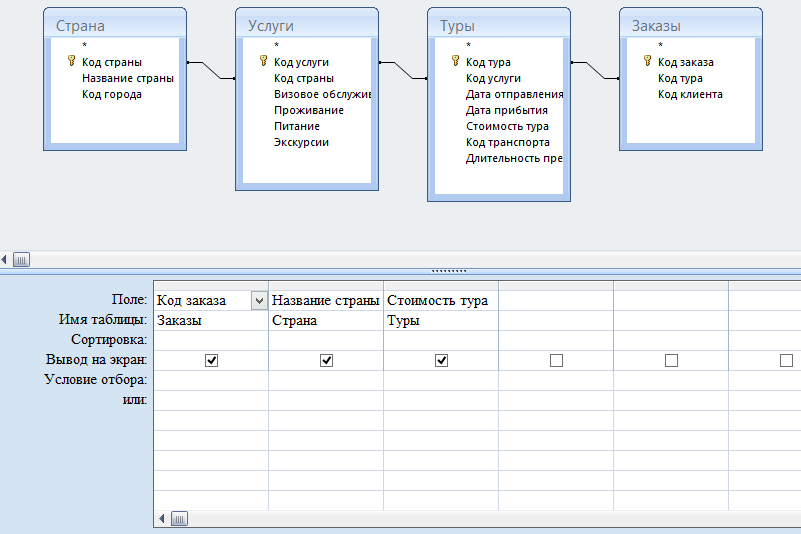 Страна
*
Код страны
Название страны
Код города
Услуги
*
Код услуги
Код страны
Визовое обслужив
Проживание
Питание
Экскурсии
Туры
*
Код тура
Код услуги
Дата отправления
Дата прибытия
Стоимость тура
Код транспорта
Длительность пре
Заказы
*
Код заказа
Код тура
Код клиента
Поле: Код заказа Название страны Стоимость тура
Имя таблицы: Заказы Страна Туры
Сортировка:
Вывод на экран:
Условие отбора:
или: